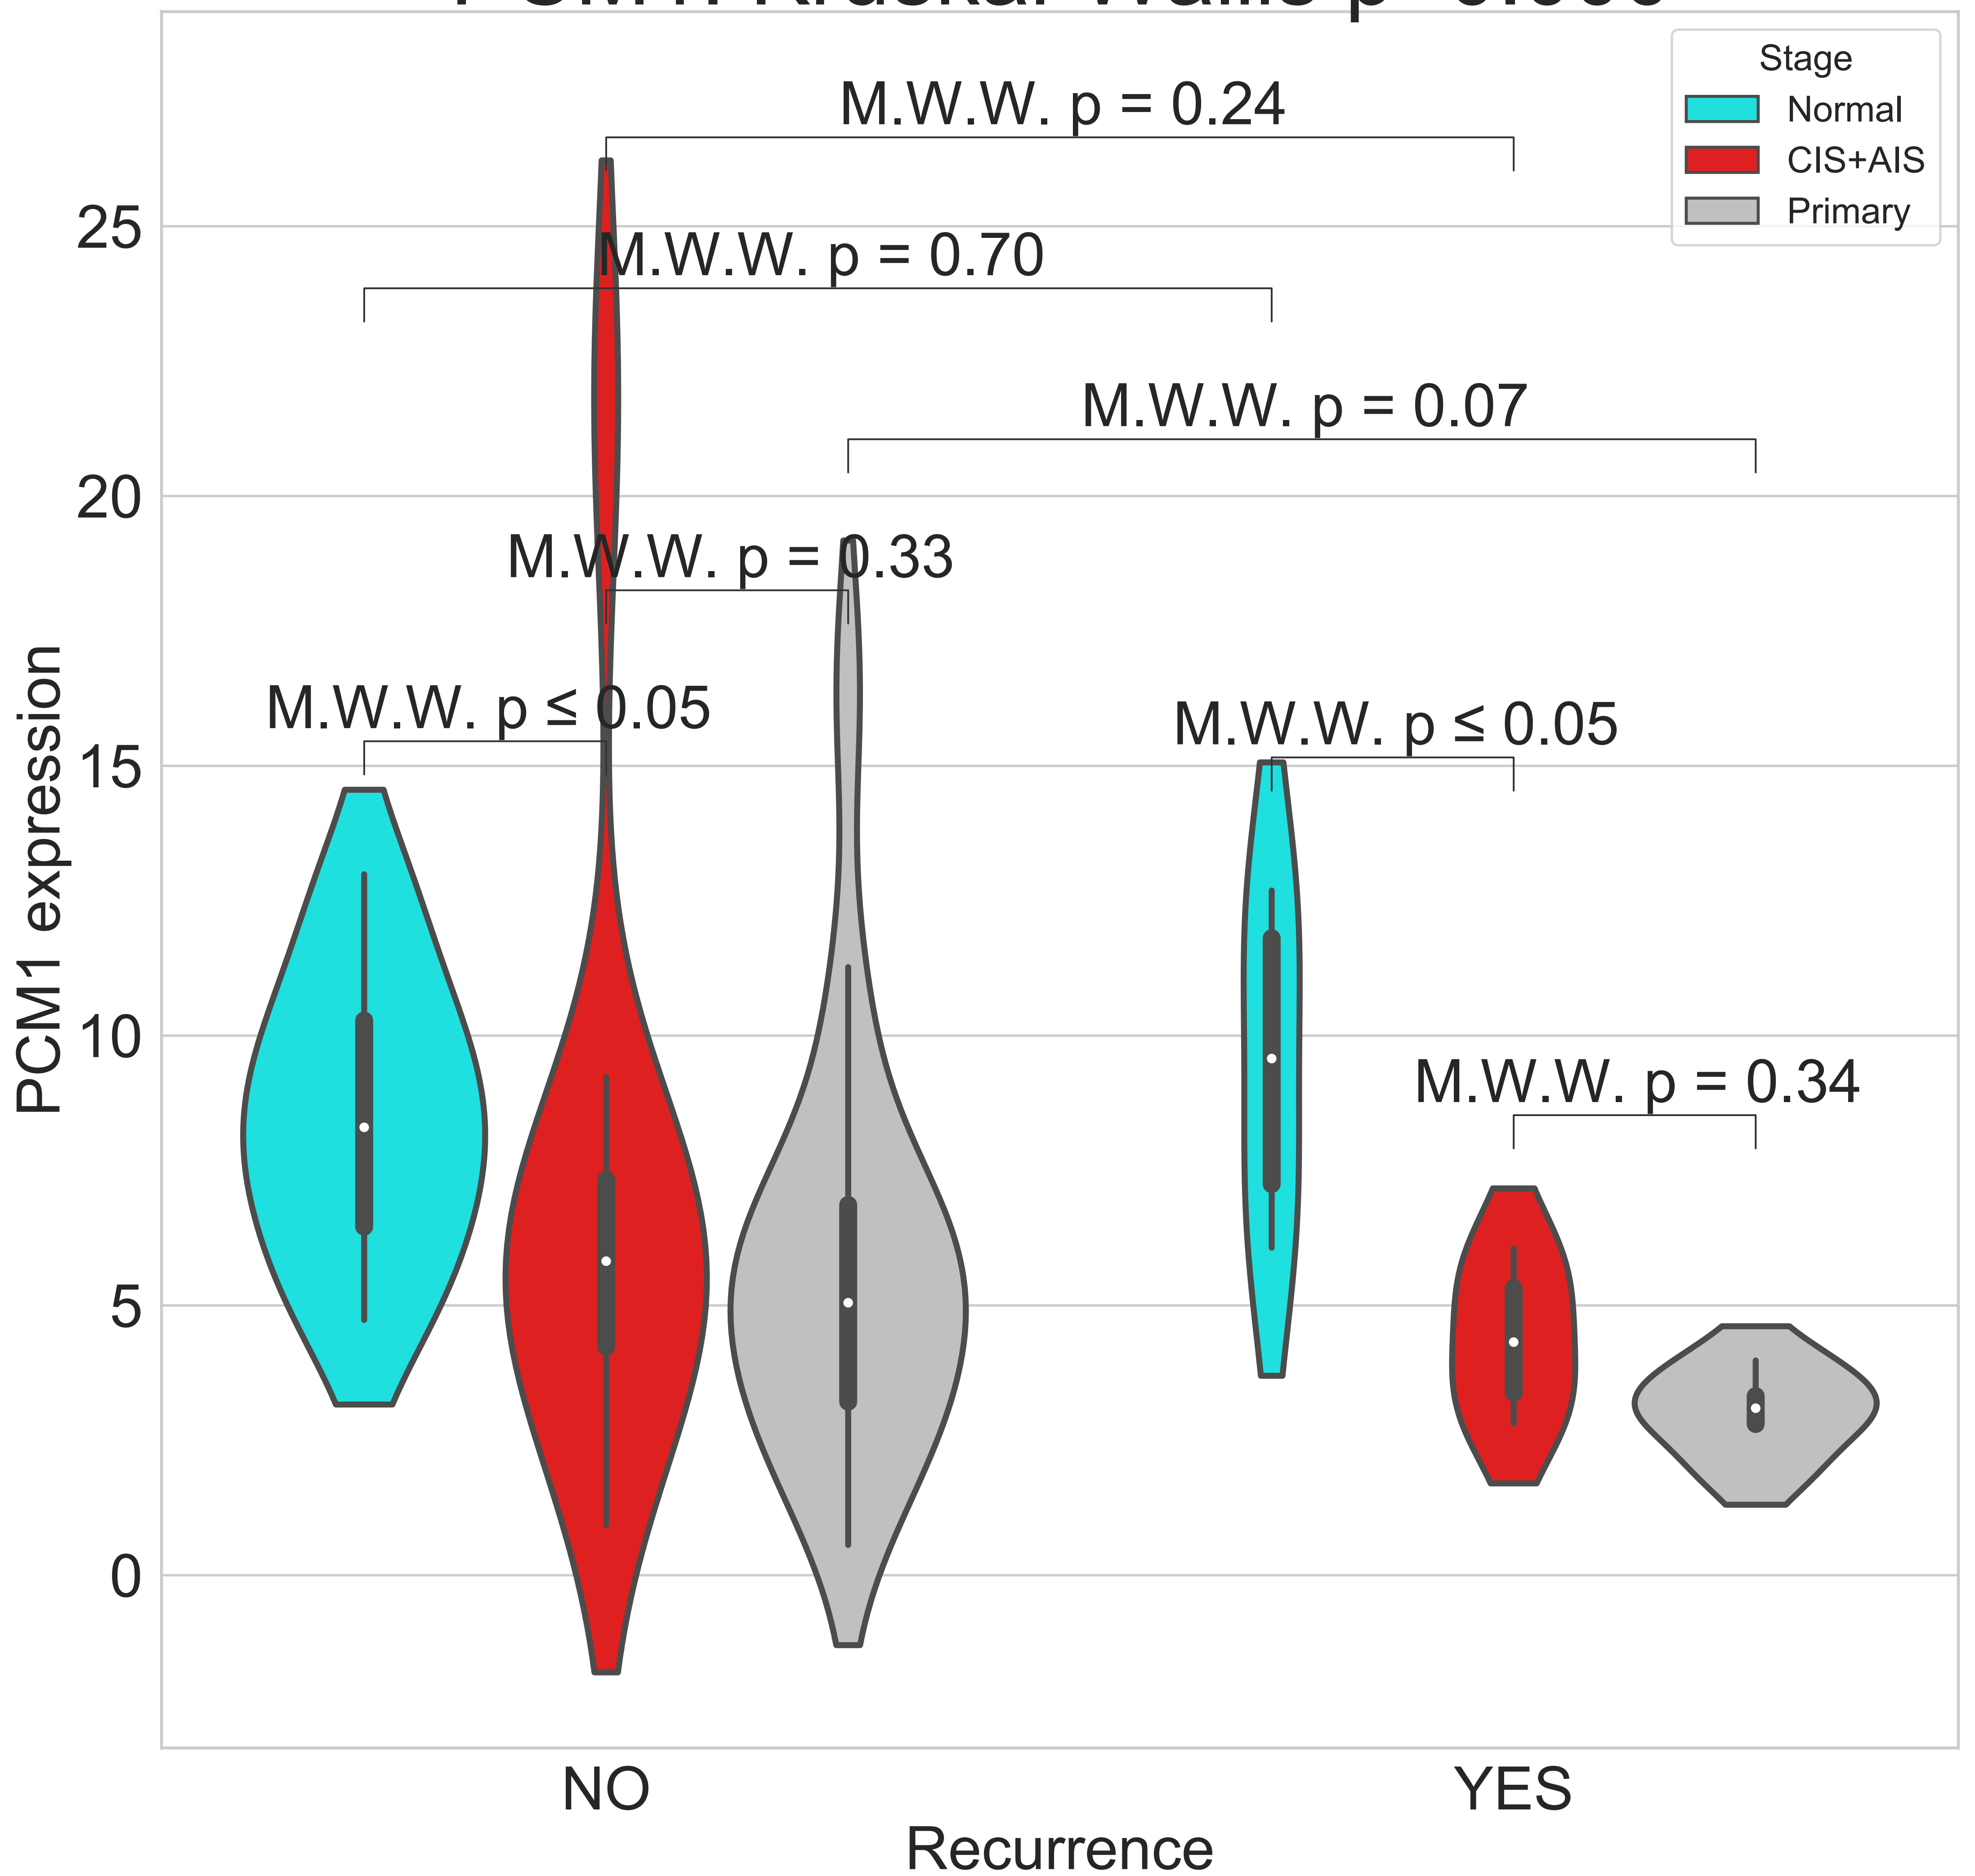 Stage
Normal
CIS+AIS
Primary
M.W.W. p = 0.24
M.W.W. p = 0.70
M.W.W. p = 0.07
M.W.W. p = 0.33
M.W.W. p ≤ 0.05
M.W.W. p ≤ 0.05
M.W.W. p = 0.34
25
20
15
10
5
0
PCM1 expression
NO
YES
Recurrence